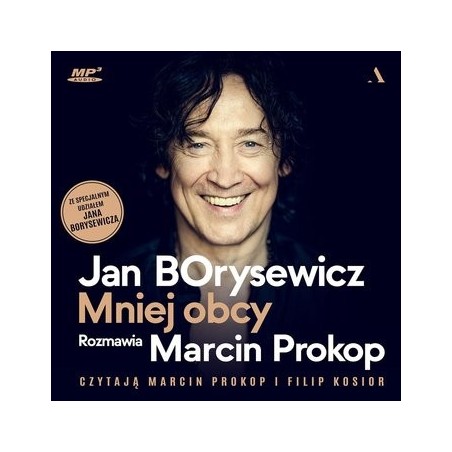 MP3
AUDIO
A
ZE SPECJALNYM
UDZIAŁEM
JANA
BORYSEWICZA
Jan BOrysewicz
Mniej obcy
Rozmawia Marcin Prokop
CZYTAJĄ MARCIN PROKOP I FILIP KOSIOR